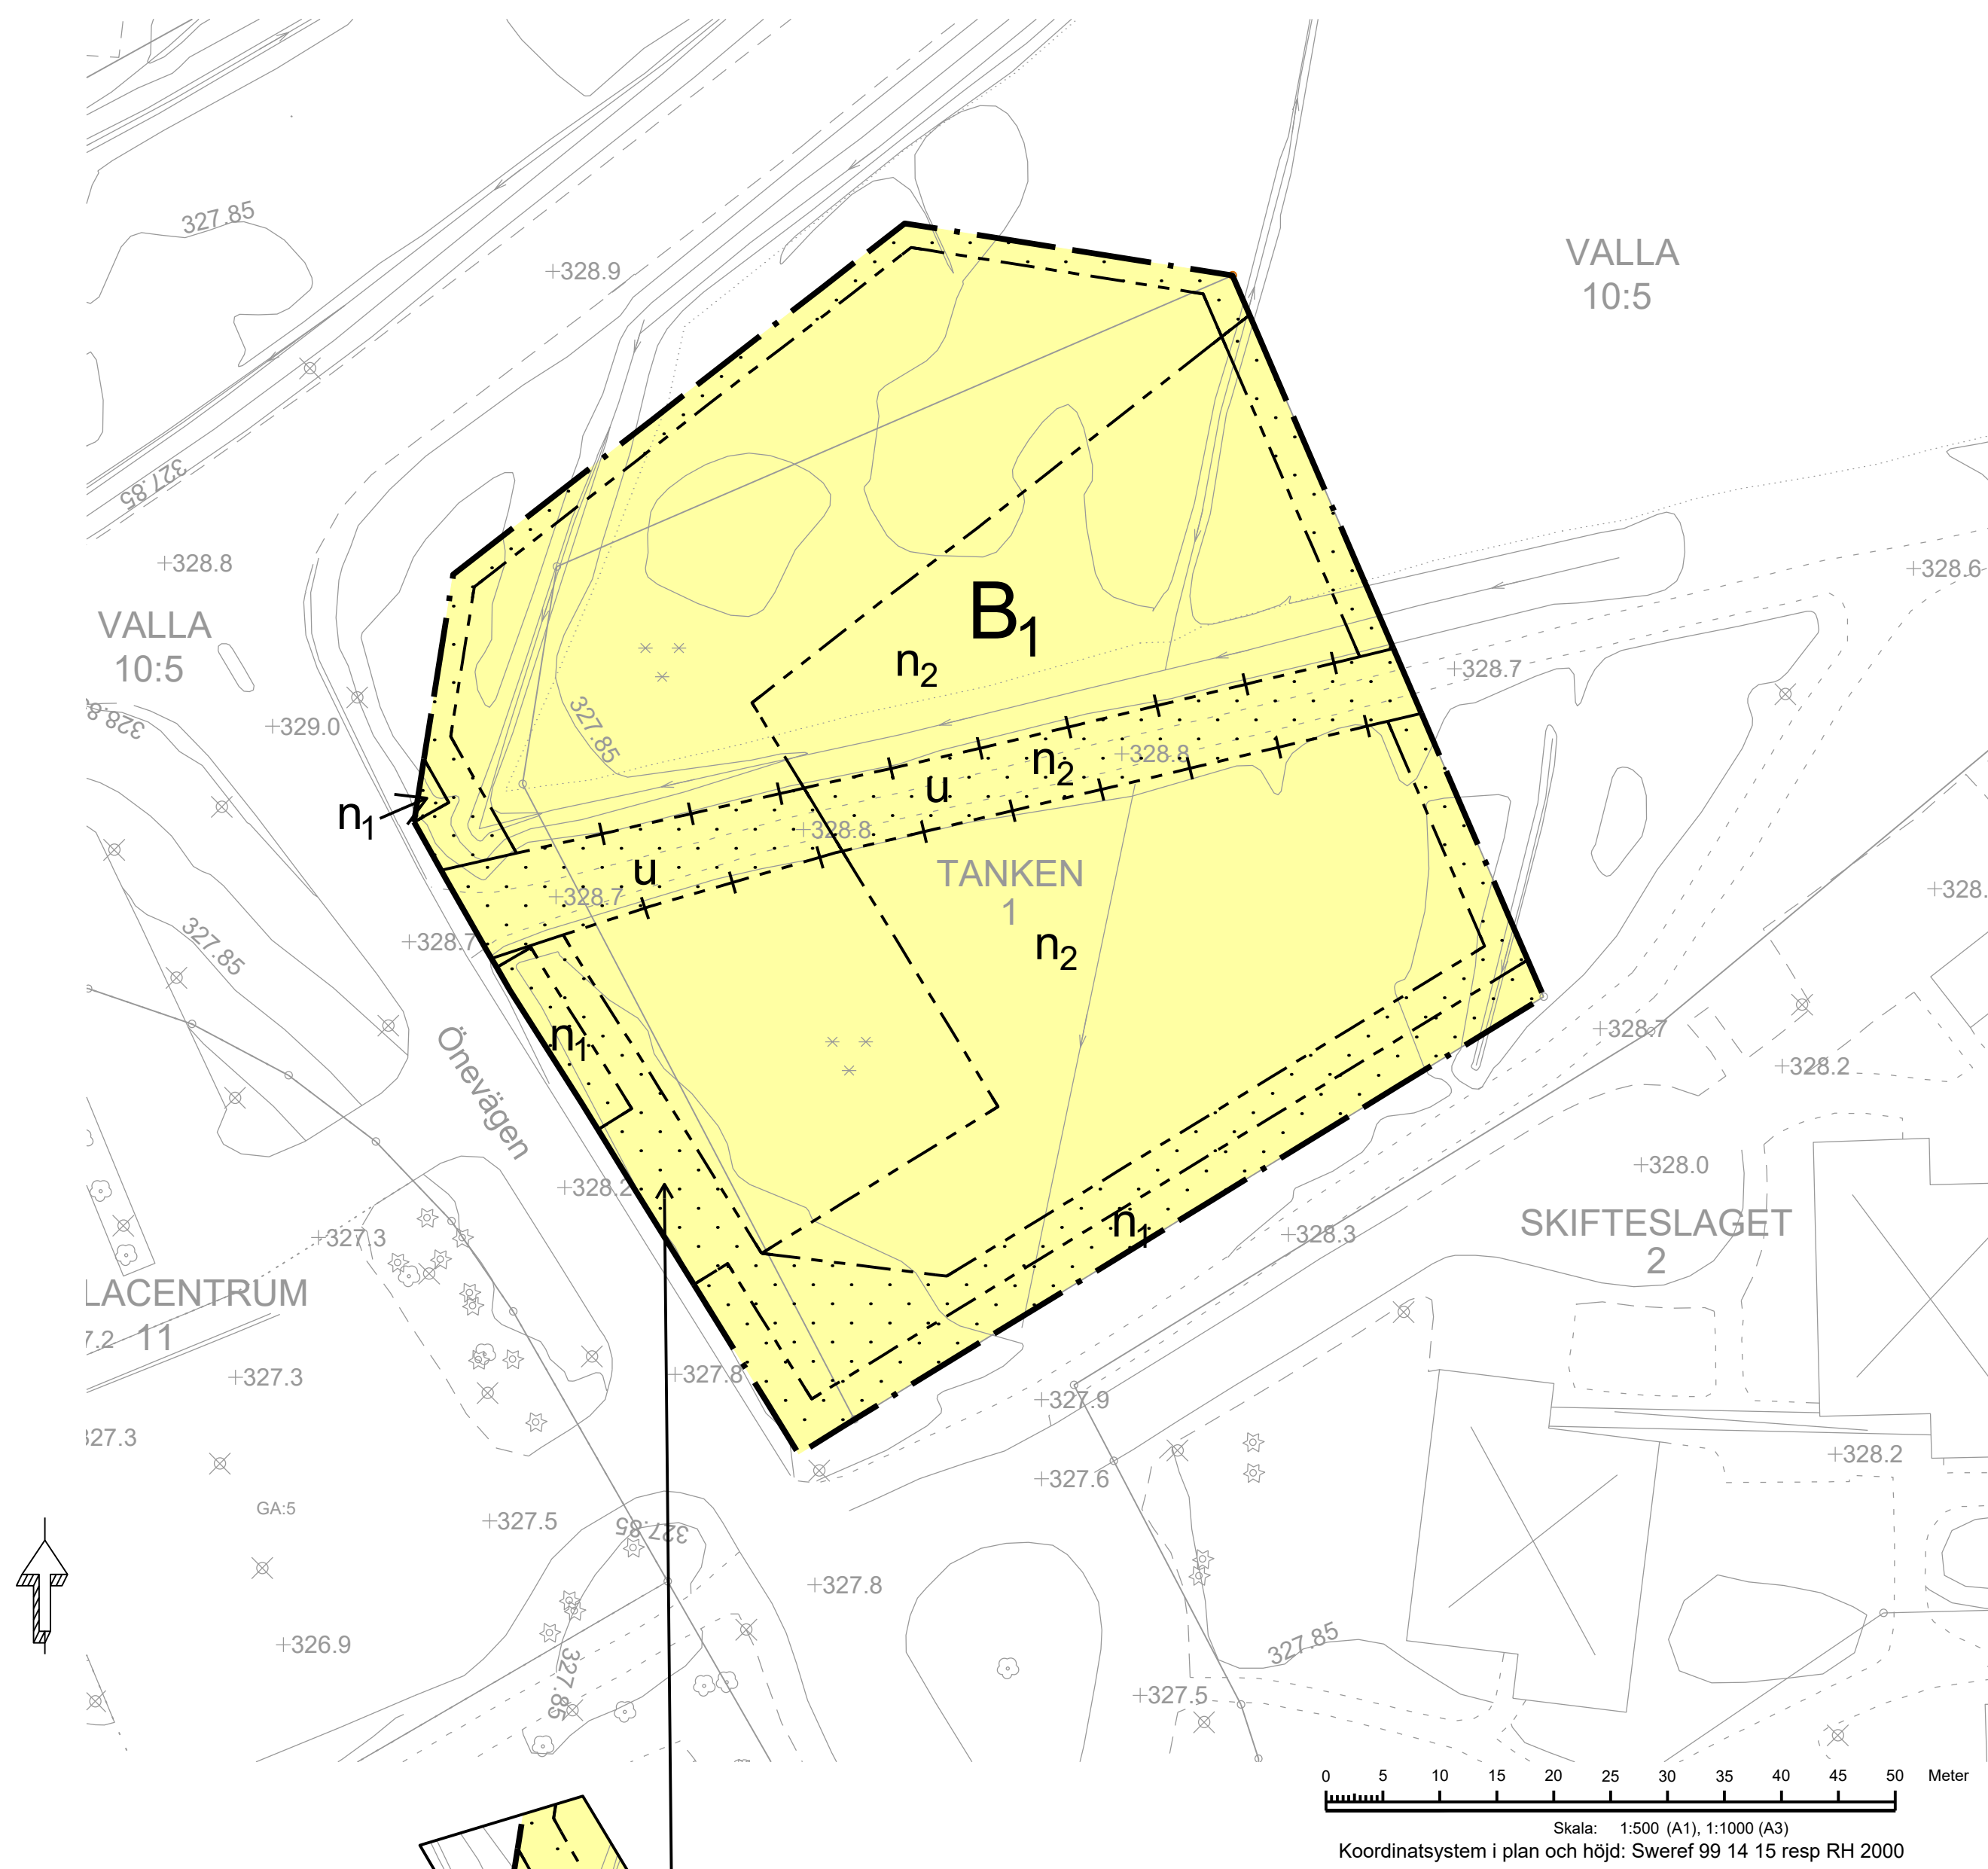 327.85
+328.9
VALLA
10:5
327.85
+328.8
+328.6
B1
VALLA
10:5
n2
+328.7
328.8
+329.0
327.85
n2
+328.8
u
n1
+328.8
u
TANKEN
1
+328.7
+328.
+328.7
327.85
n2
n1
+328.7
Önevägen
+328.2
+328.0
+328.2
n1
+327.3
+328.3
SKIFTESLAGET
2
LACENTRUM
11
7.2
+327.3
+327.8
+327.9
327.3
+328.2
+327.6
GA:5
+327.5
327.85
+327.8
+326.9
327.85
327.85
+327.5
0 5 10 15 20 25 30 35 40 45 50 Meter
Skala: 1:500 (A1), 1:1000 (A3)
Koordinatsystem i plan och höjd: Sweref 99 14 15 resp RH 2000